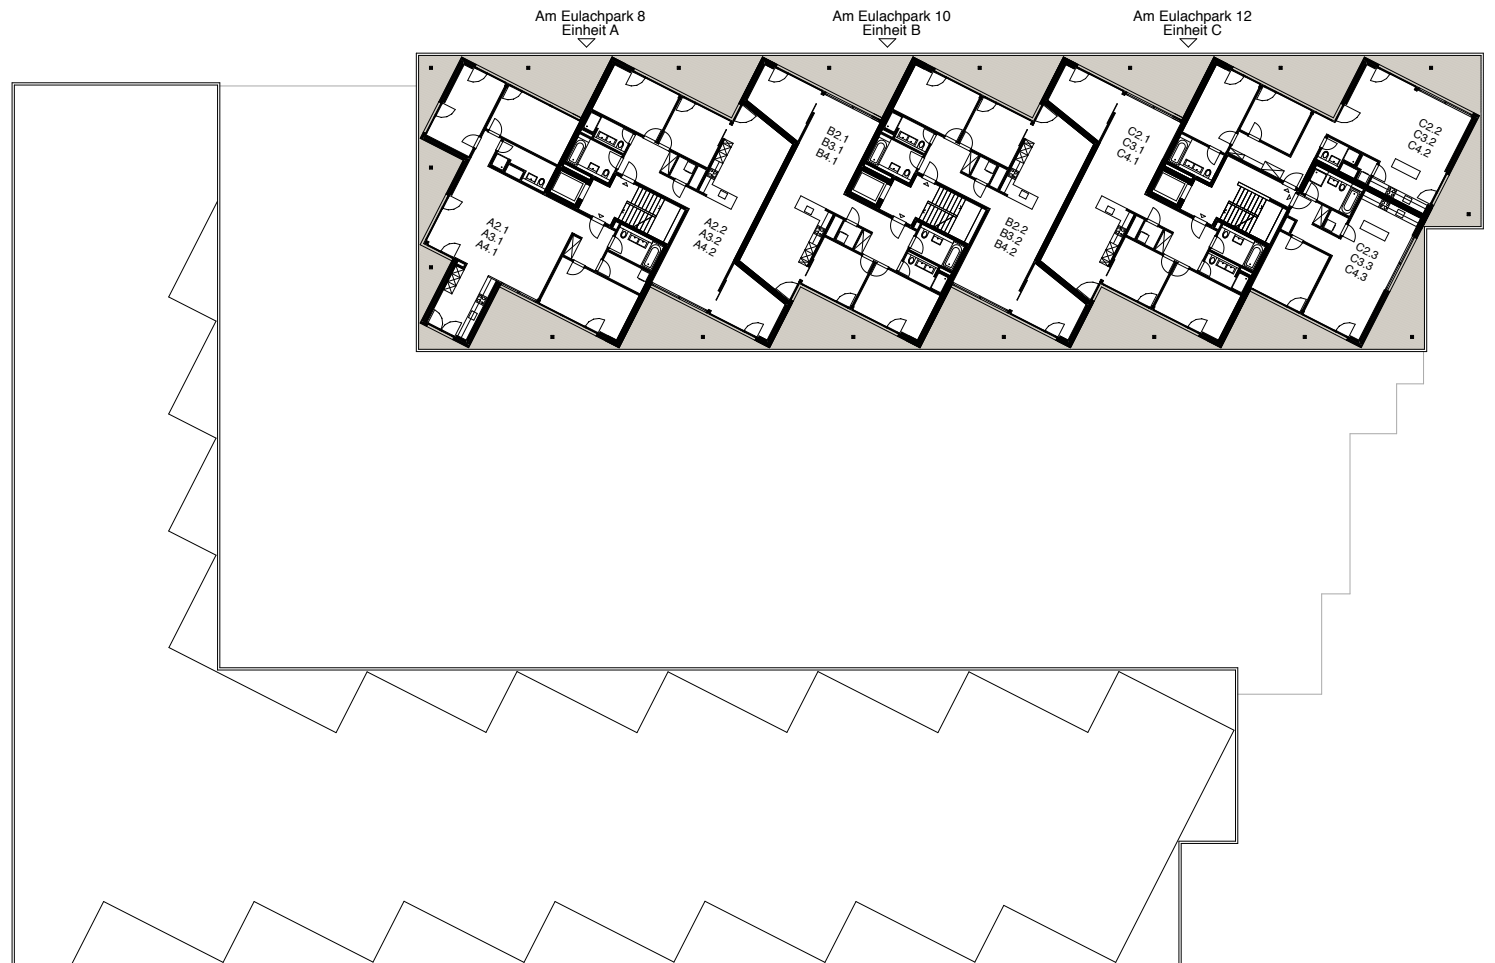 Am Eulachpark 8
Einheit A
Am Eulachpark 10
Einheit B
Am Eulachpark 12
Einheit C
A2.1
A3.1
A4.1
A2.2
A3.2
A4.2
B2.1
B3.1
B4.1
B2.2
B3.2
B4.2
C2.1
C3.1
C4.1
C2.2
C3.2
C4.2
C2.3
C3.3
C4.3